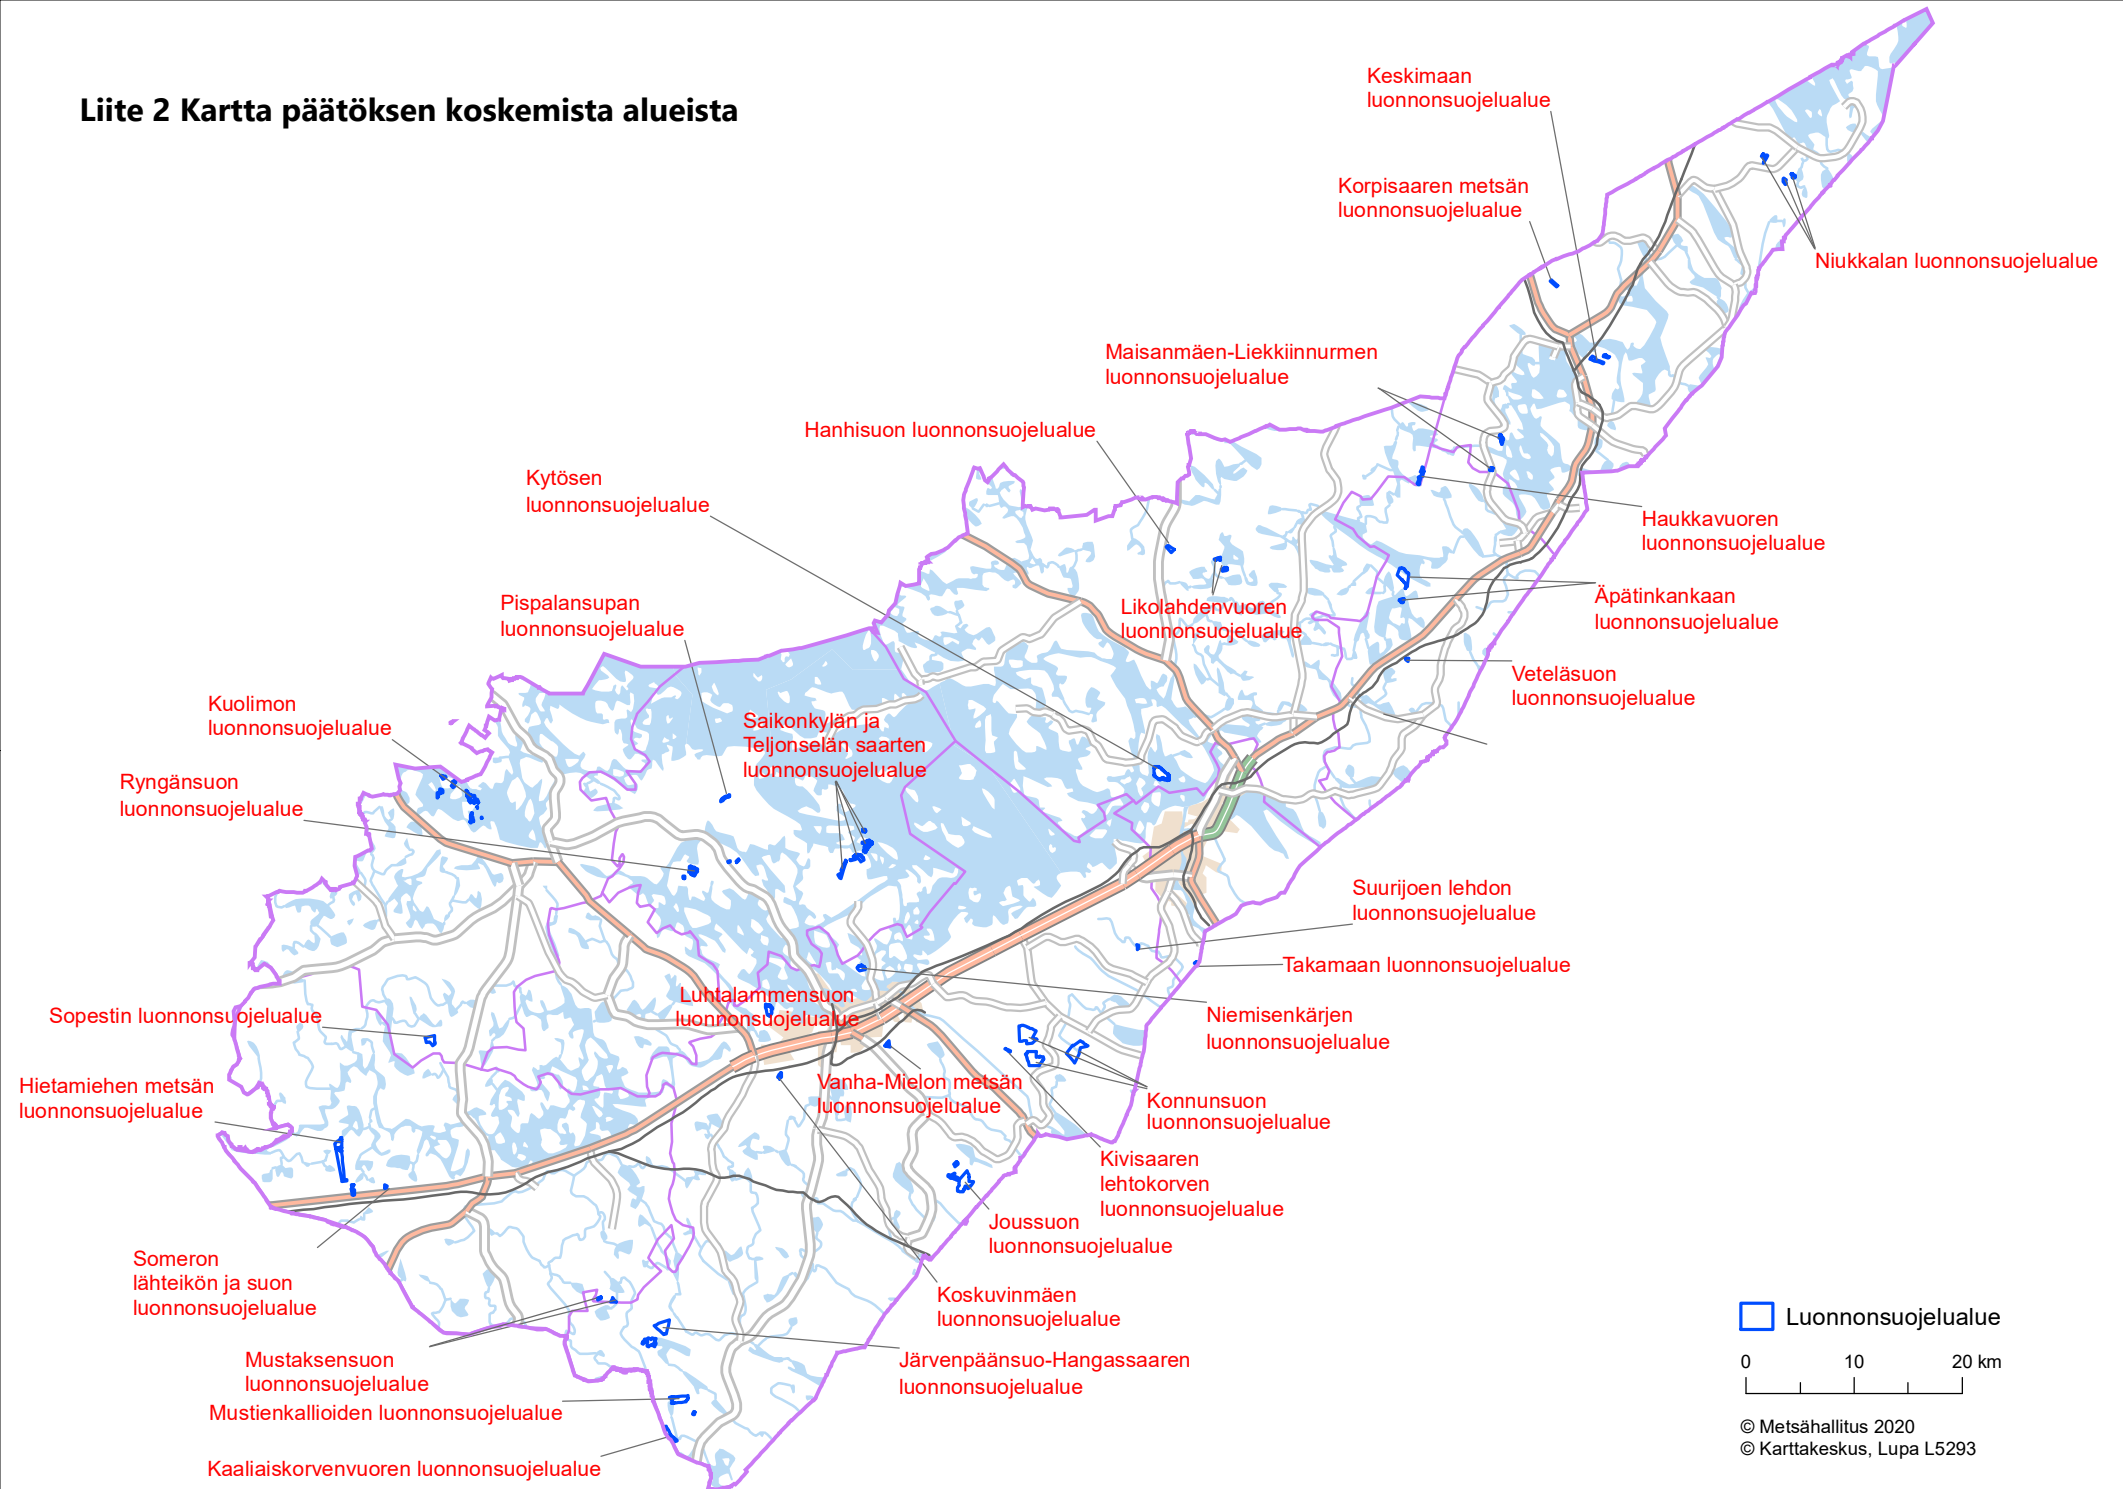 Liite 2 Kartta päätöksen koskemista alueista
Keskimaan
luonnonsuojelualue
Korpisaaren metsän
luonnonsuojelualue
Niukkalan luonnonsuojelualue
Maisanmäen-Liekkiinnurmen
luonnonsuojelualue
Hanhisuon luonnonsuojelualue
Kytösen
luonnonsuojelualue
Haukkavuoren
luonnonsuojelualue
Äpätinkankaan
luonnonsuojelualue
Likolahdenvuoren
luonnonsuojelualue
Pispalansupan
luonnonsuojelualue
Veteläsuon
luonnonsuojelualue
Kuolimon
luonnonsuojelualue
Saikonkylän ja
Teljonselän saarten
luonnonsuojelualue
Ryngänsuon
luonnonsuojelualue
Suurijoen lehdon
luonnonsuojelualue
Takamaan luonnonsuojelualue
Luhtalammensuon
luonnonsuojelualue
Sopestin luonnonsuojelualue
Niemisenkärjen
luonnonsuojelualue
Hietamiehen metsän
luonnonsuojelualue
Vanha-Mielon metsän
luonnonsuojelualue
Konnunsuon
luonnonsuojelualue
Kivisaaren
lehtokorven
luonnonsuojelualue
Joussuon
luonnonsuojelualue
Someron
lähteikön ja suon
luonnonsuojelualue
Koskuvinmäen
luonnonsuojelualue
Mustaksensuon
luonnonsuojelualue
Järvenpäänsuo-Hangassaaren
luonnonsuojelualue
Mustienkallioiden luonnonsuojelualue
Kaaliaiskorvenvuoren luonnonsuojelualue
Luonnonsuojelualue
0 10 20 km
© Metsähallitus 2020
© Karttakeskus, Lupa L5293